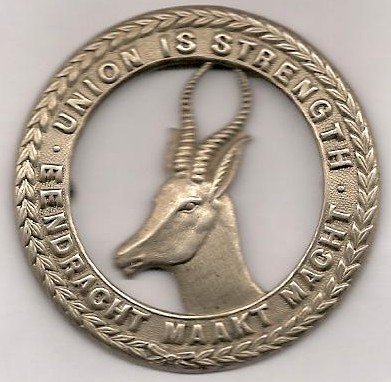 UNION IS STRENGTH
EENDRACHT MAAKT MACHT